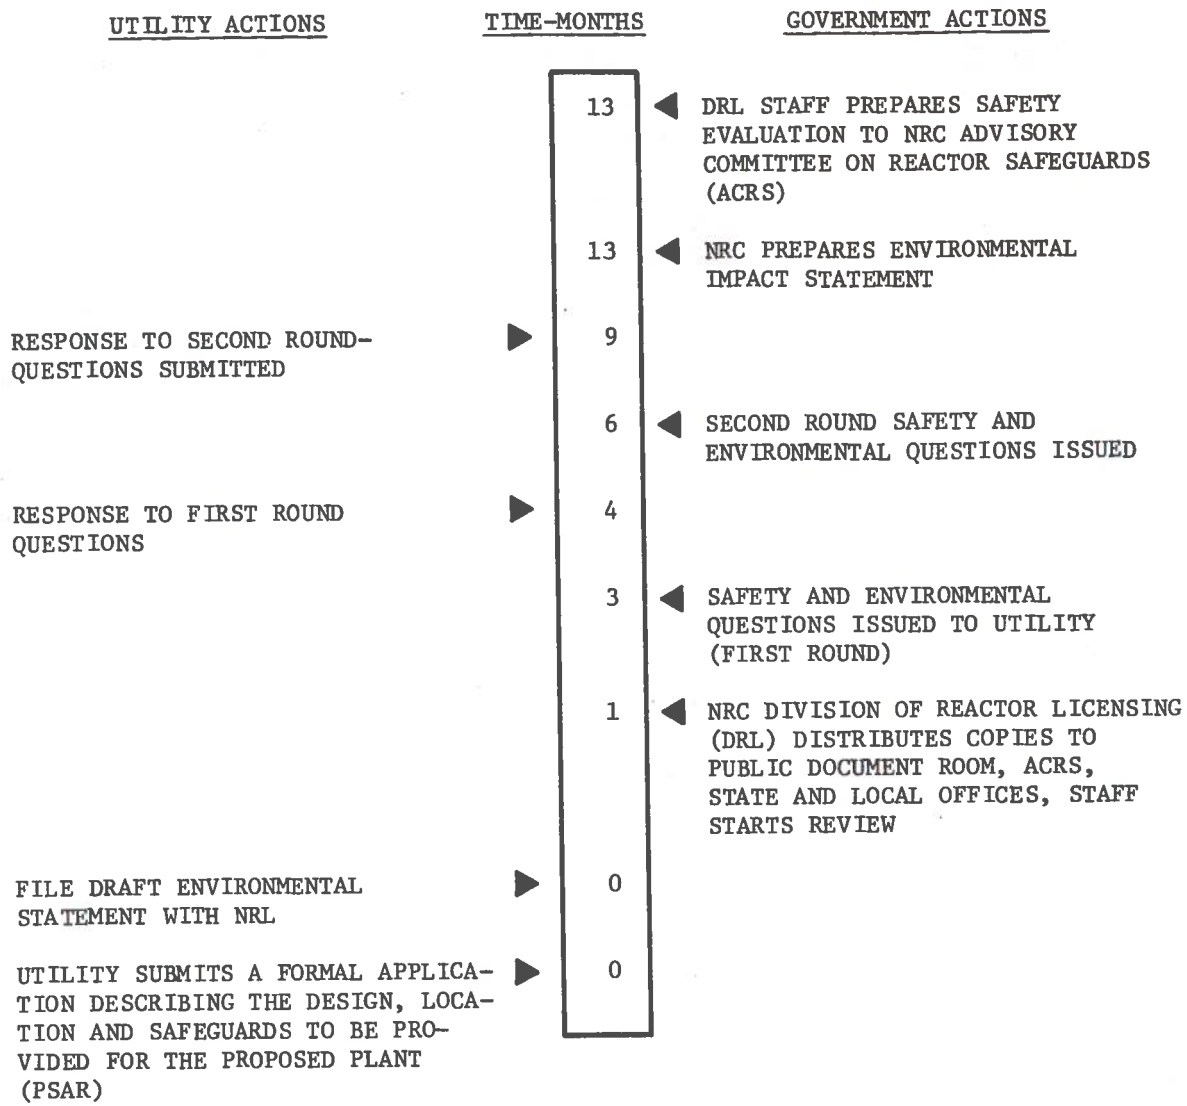 UTILITY ACTIONS
TIME-MONTHS
GOVERNMENT ACTIONS
13
DRL STAFF PREPARES SAFETY
EVALUATION TO NRC ADVISORY
COMMITTEE ON REACTOR SAFEGUARDS
(ACRS)
13
NRC PREPARES ENVIRONMENTAL
IMPACT STATEMENT
RESPONSE TO SECOND ROUND-
QUESTIONS SUBMITTED
9
6
SECOND ROUND SAFETY AND
ENVIRONMENTAL QUESTIONS ISSUED
RESPONSE TO FIRST ROUND
QUESTIONS
4
3
SAFETY AND ENVIRONMENTAL
QUESTIONS ISSUED TO UTILITY
(FIRST ROUND)
1
NRC DIVISION OF REACTOR LICENSING
(DRL) DISTRIBUTES COPIES TO
PUBLIC DOCUMENT ROOM, ACRS,
STATE AND LOCAL OFFICES, STAFF
STARTS REVIEW
FILE DRAFT ENVIRONMENTAL
STATEMENT WITH NRL
0
UTILITY SUBMITS A FORMAL APPLICA-
TION DESCRIBING THE DESIGN, LOCA-
TION AND SAFEGUARDS TO BE PRO-
VIDED FOR THE PROPOSED PLANT
(PSAR)
0